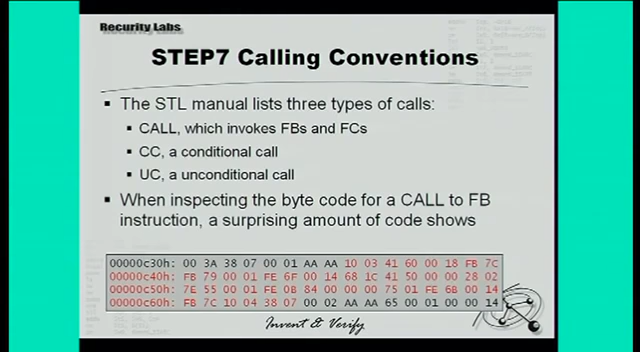 Recurity Labs
STEP7 Calling Conventions
The STL manual lists three types of calls:
CALL, which invokes FBs and FCs
CC, a conditional call
UC, a unconditional call
When inspecting the byte code for a CALL to FB
instruction, a surprising amount of code shows
00000c30h: 00 3A 38 07 00 01 AA AA 10 03 41 60 00 18 FB 7C
00000c40h: FB 79 00 01 FE 6F 00 14 68 1C 41 50 00 00 28 02
00000c50h: 7E 55 00 01 FE 0B 84 00 00 00 75 01 FE 6B 00 14
00000c60h: FB 7C 10 04 38 07 00 02 AA AA 65 00 01 00 00 14
Invent & Verify